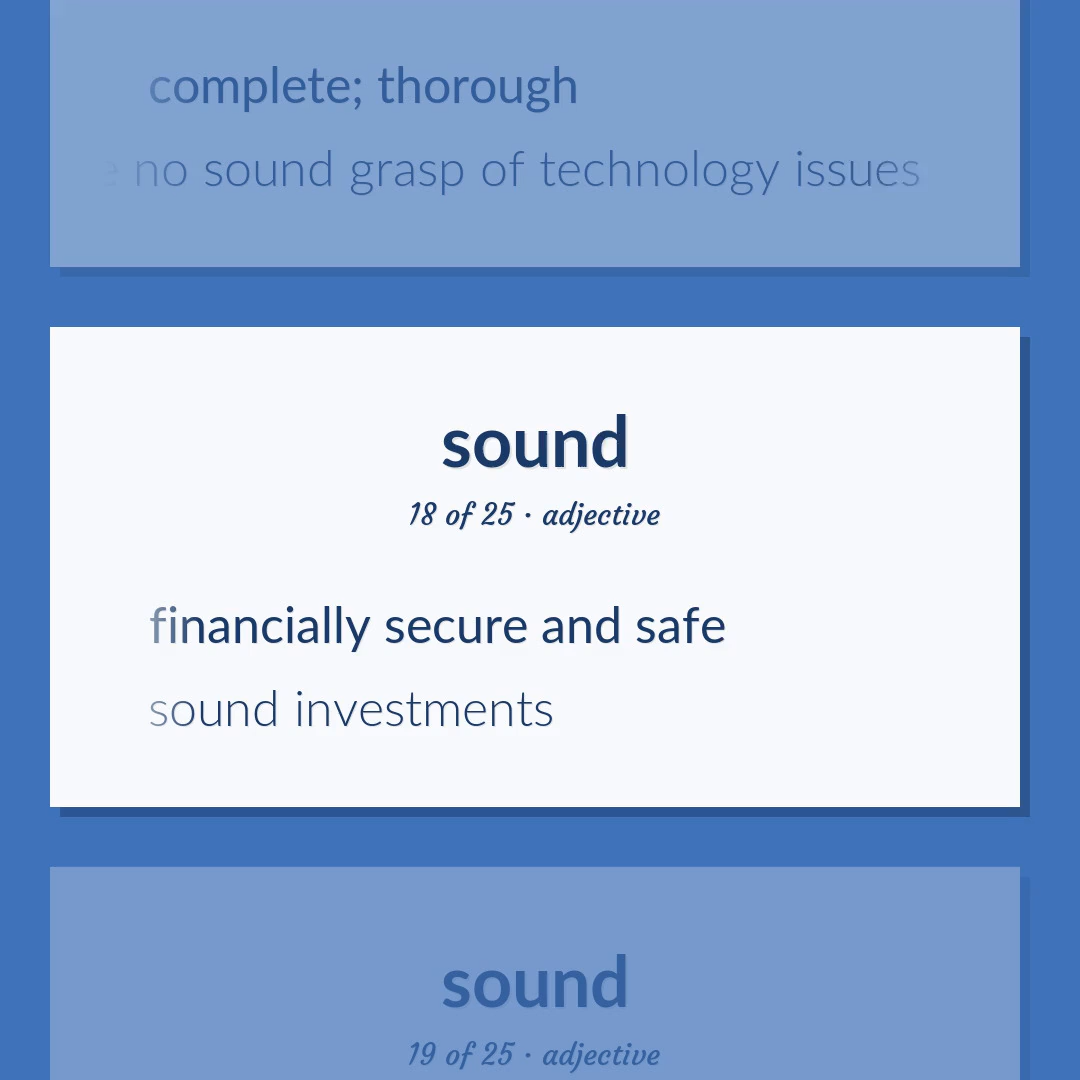 complete; thorough
no sound grasp of technology issues
sound
18 of 25 · adjective
financially secure and safe
sound investments
sound
19 of 25 · adjective